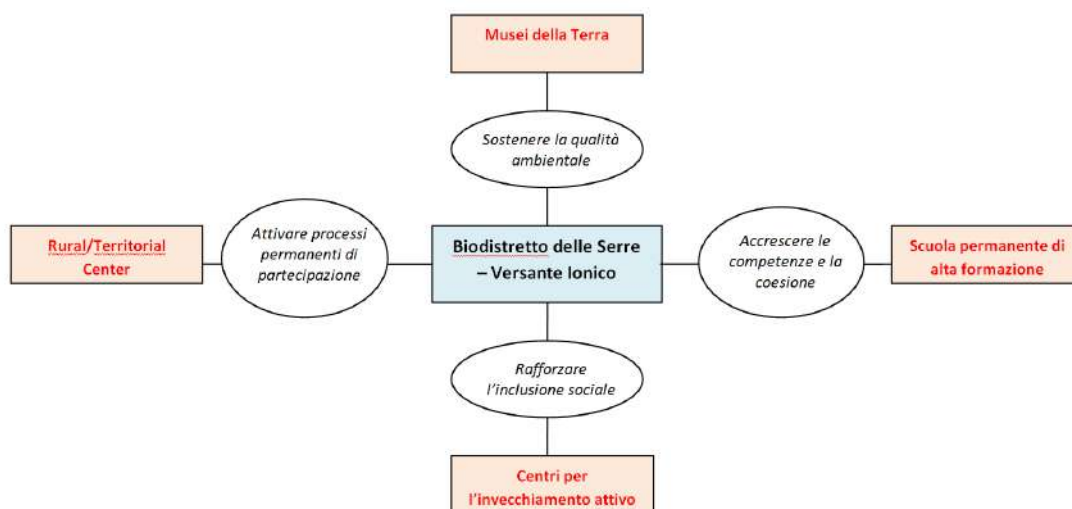 Musei della Terra
Sostenere la qualità
ambientale
Rural/Territorial
Center
Attivare processi
permanenti di
partecipazione
Biodistretto delle Serre
– Versante Ionico
Accrescere le
competenze e la
coesione
Scuola permanente di
alta formazione
Rafforzare
l'inclusione sociale
Centri per
l'invecchiamento attivo